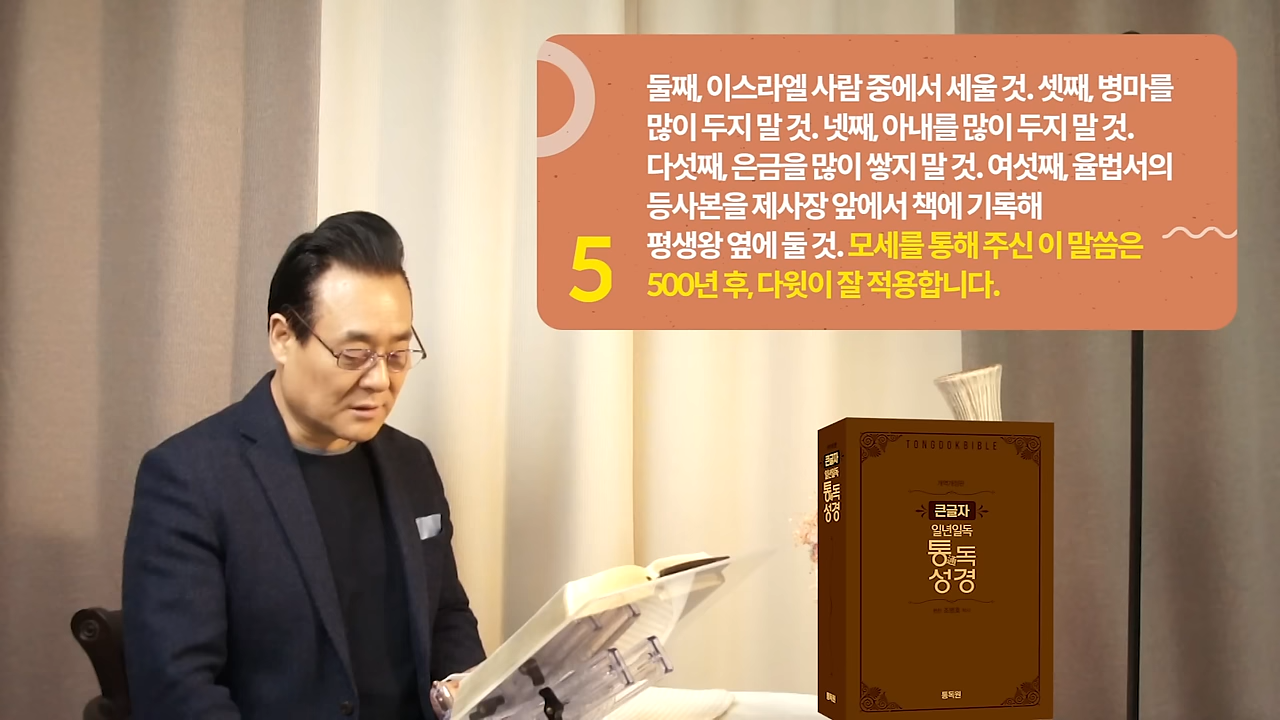 둘째, 이스라엘 사람 중에서 세울 것. 셋째, 병마를
많이 두지 말 것. 넷째, 아내를 많이 두지 말 것.
다섯째, 은금을 많이 쌓지 말 것. 여섯째, 율법서의
등사본을 제사장 앞에서 책에 기록해
평생왕 옆에 둘 것. 모세를 통해 주신 이 말씀은
500년 후, 다윗이 잘 적용합니다.
5
TONGDOKBIBLE
큰글자
일년일독
통독
성경
통독원
큰글자
일년일독
통독
성경
통독원